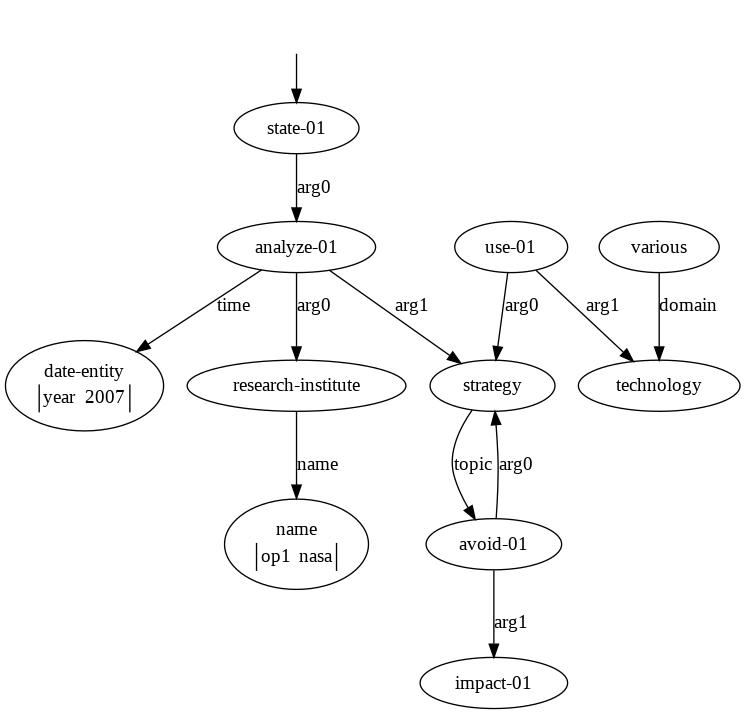 state-01
arg0
analyze-01
use-01
various
time
arg0
arg1
arg0
arg1
domain
date-entity
year 2007
research-institute
strategy
technology
name
topic
arg0
name
op1 nasa
avoid-01
arg1
impact-01